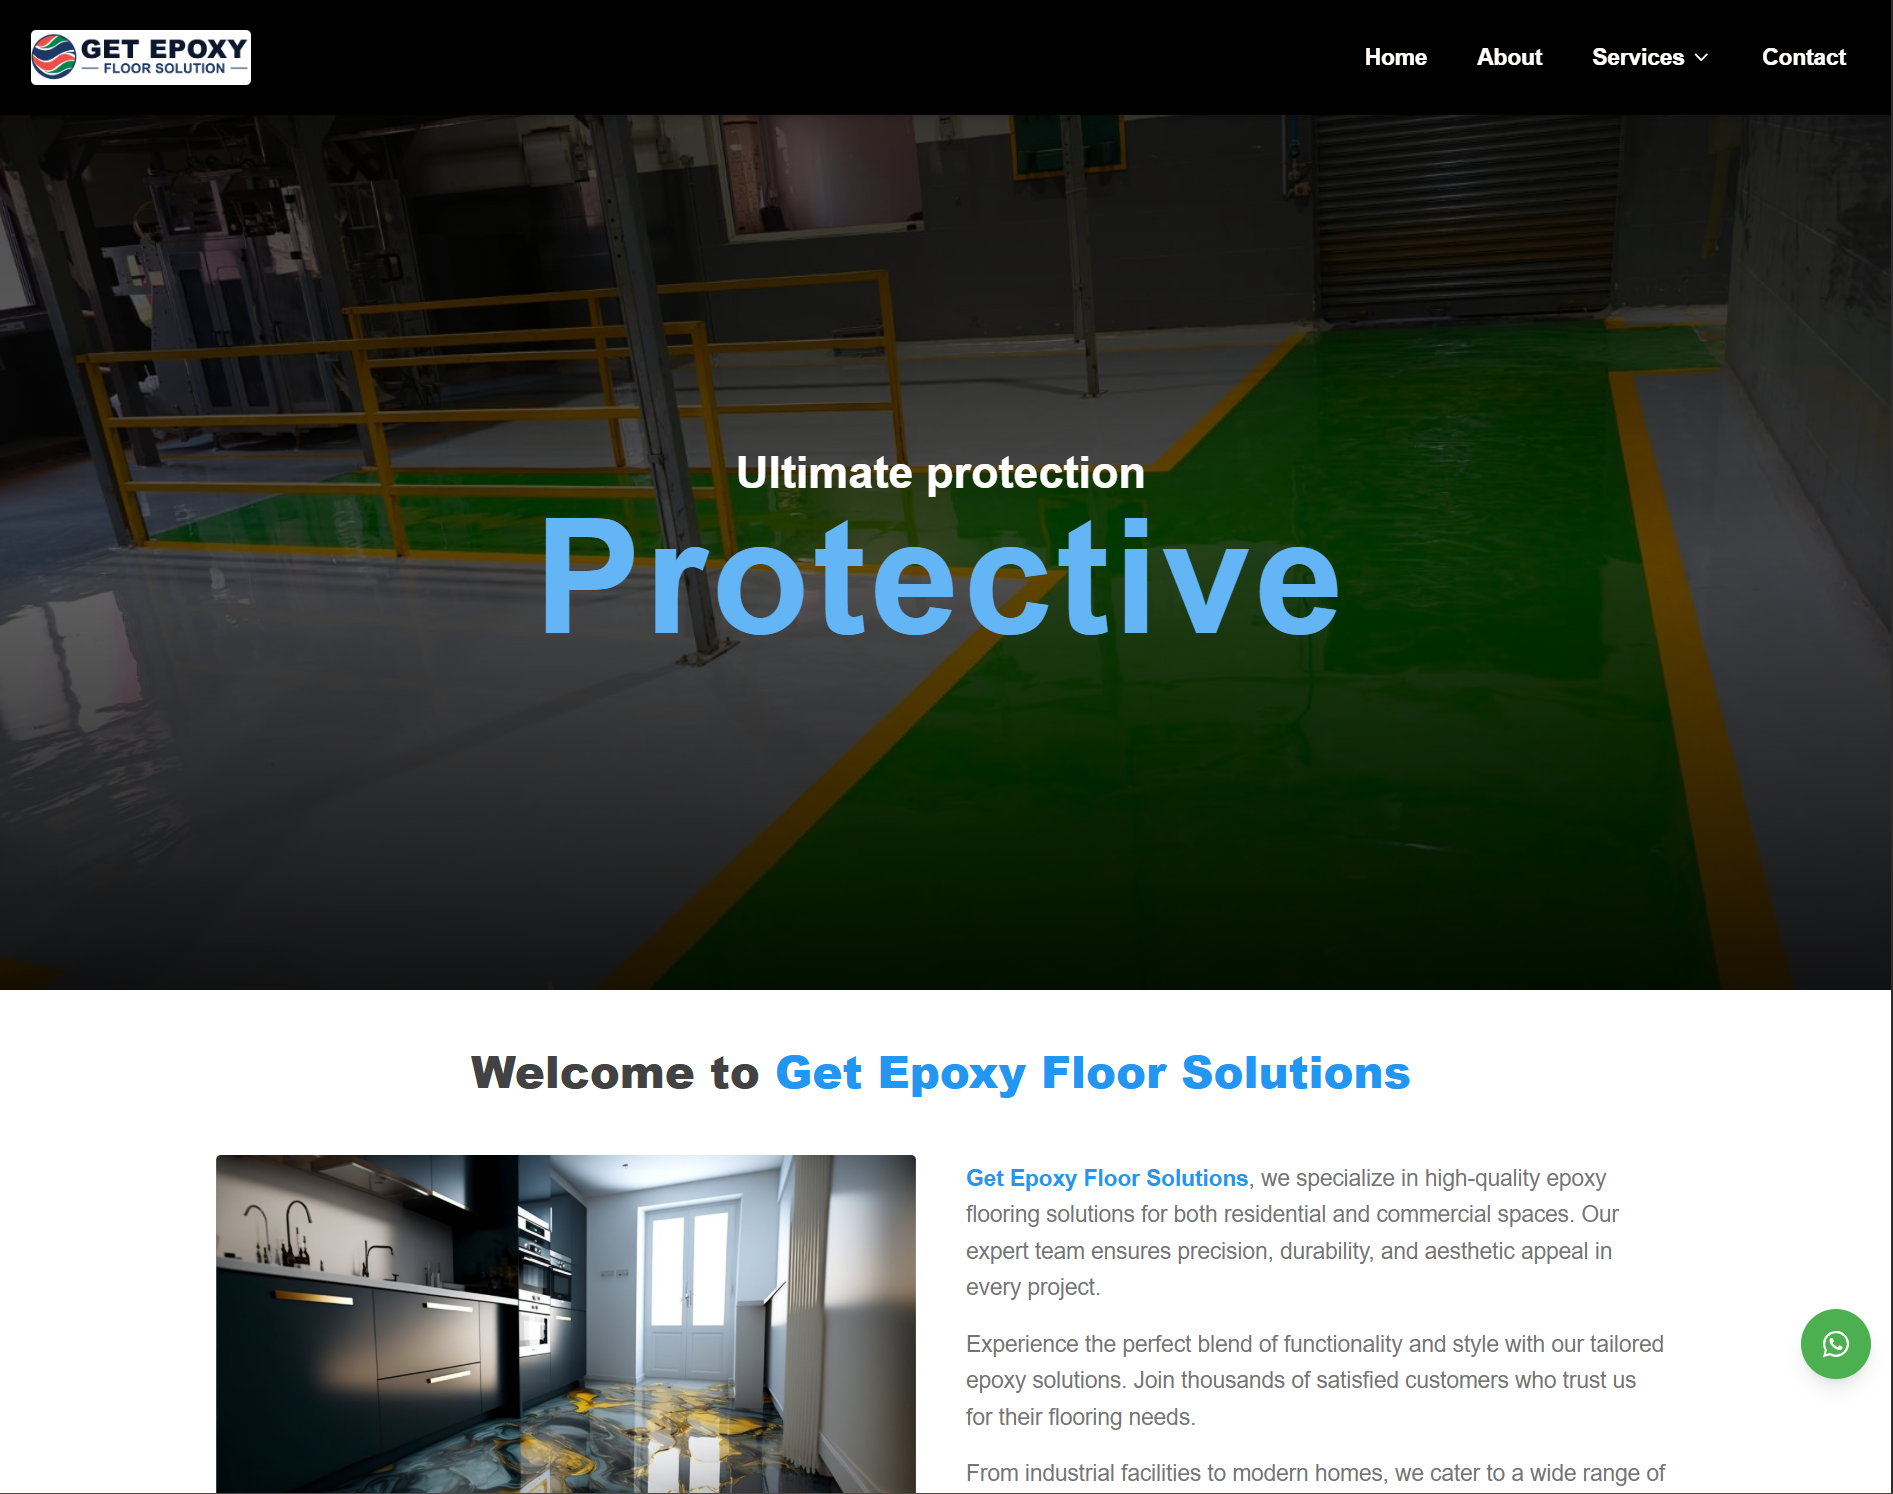 GET EPOXY
FLOOR SOLUTION
Home
About
Services
Contact
Ultimate protection
Protective
Welcome to Get Epoxy Floor Solutions
Get Epoxy Floor Solutions, we specialize in high-quality epoxy
flooring solutions for both residential and commercial spaces. Our
expert team ensures precision, durability, and aesthetic appeal in
every project.
Experience the perfect blend of functionality and style with our tailored
epoxy solutions. Join thousands of satisfied customers who trust us
for their flooring needs.
From industrial facilities to modern homes, we cater to a wide range of